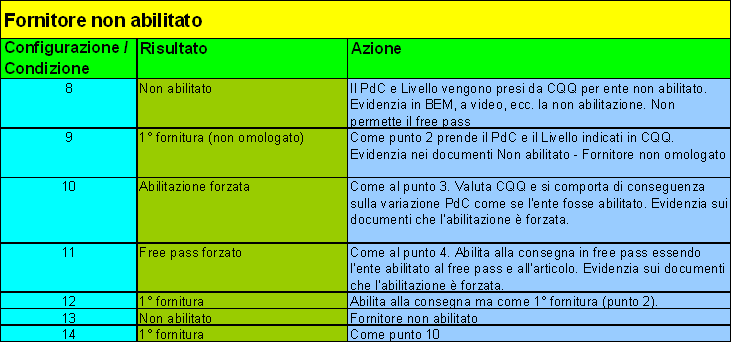 Fornitore non abilitato
Configurazione / Risultato Azione
Condizione
8 Non abilitato Il PdC e Livello vengono presi da CQQ per ente non abilitato.
Evidenzia in BEM, a video, ecc. la non abilitazione. Non
permette il free pass
9 1° fornitura (non omologato) Come punto 2 prende il PdC e il Livello indicati in CQQ.
Evidenzia nei documenti Non abilitato - Fornitore non omologato
10 Abilitazione forzata Come al punto 3. Valuta CQQ e si comporta di conseguenza
sulla variazione PdC come se l'ente fosse abilitato. Evidenzia sui
documenti che l'abilitazione è forzata.
11 Free pass forzato Come al punto 4. Abilita alla consegna in free pass essendo
l'ente abilitato al free pass e all'articolo. Evidenzia sui documenti
che l'abilitazione è forzata.
12 1° fornitura Abilita alla consegna ma come 1° fornitura (punto 2).
13 Non abilitato Fornitore non abilitato
14 1° fornitura Come punto 10